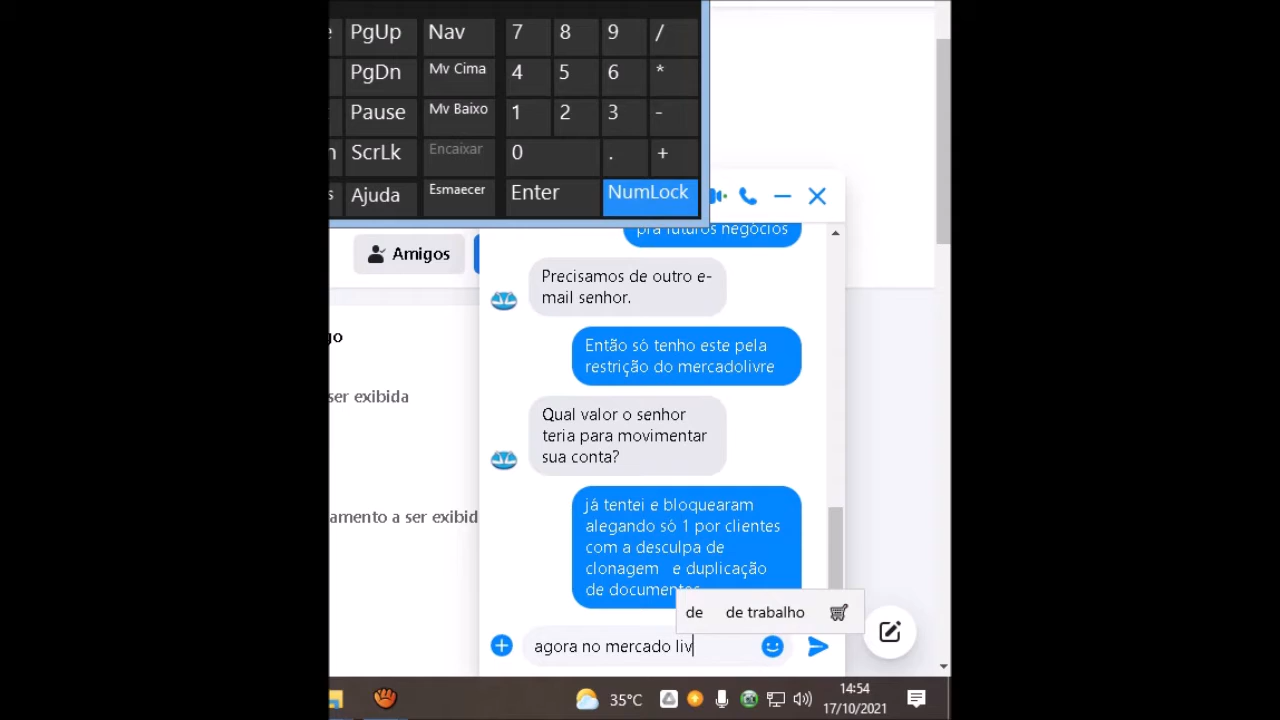 PgUp Nav 7 8 9 /
PgDn Mv Cima 4 5 6 *
Pause Mv Baixo 1 2 3 -
ScrLk Encaixar 0 . +
Ajuda Esmaecer Enter NumLock
pra futuros negócios
Amigos
Precisamos de outro e-
mail senhor.
Então só tenho este pela
restrição do mercadolivre
ser exibida
Qual valor o senhor
teria para movimentar
sua conta?
amento a ser exibid
já tentei e bloquearam
alegando só 1 por clientes
com a desculpa de
clonagem e duplicação
de documentos
de de trabalho
agora no mercado liv
35°C
14:54
17/10/2021